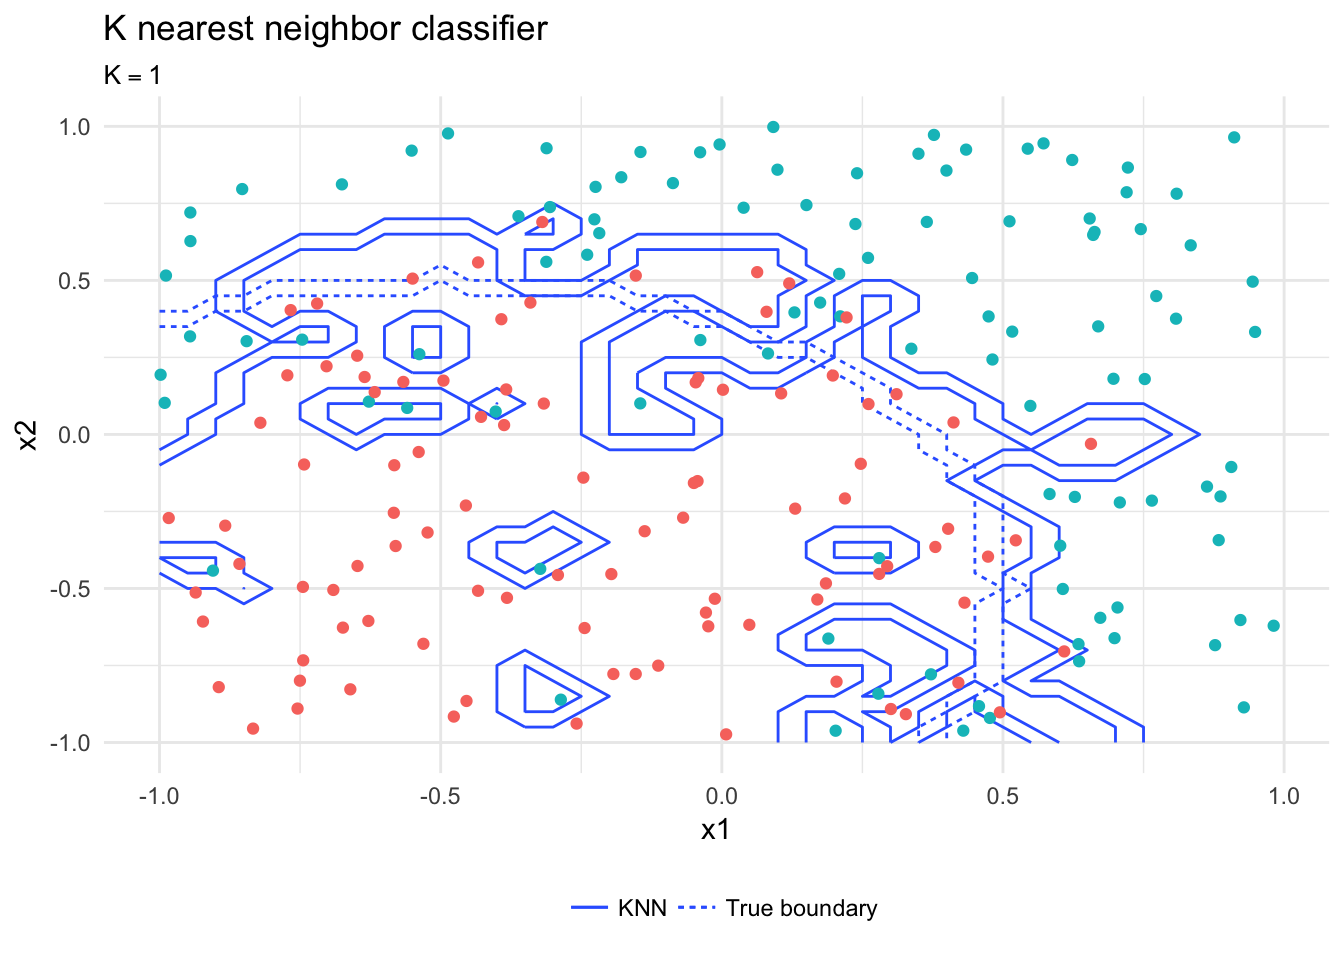 K nearest neighbor classifier
K = 1
1.0
0.5
0.0
-0.5
-1.0
x2
-1.0 -0.5 0.0 0.5 1.0
x1
KNN True boundary